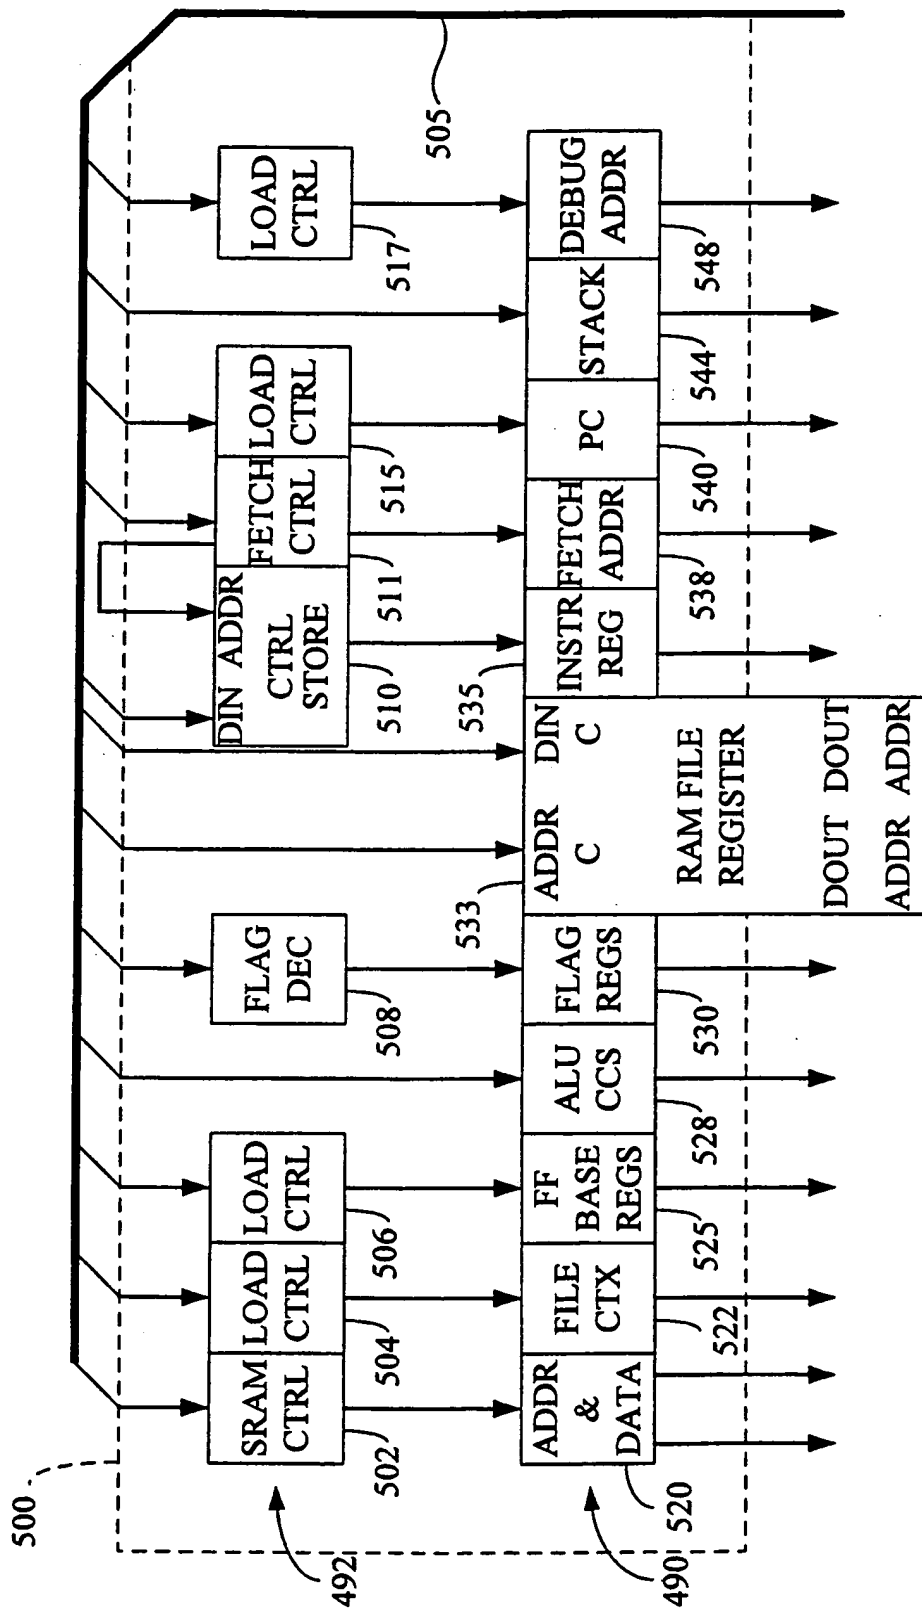 500
492
490
505
SRAM
CTRL
502
LOAD
CTRL
504
LOAD
CTRL
506
FLAG
DEC
508
DIN ADDR
CTRL
STORE
510
FETCH
CTRL
511
LOAD
CTRL
515
LOAD
CTRL
517
ADDR
&
DATA
520
FILE
CTX
522
FF
BASE
REGS
525
ALU
CCS
528
FLAG
REGS
530
533
ADDR DIN
C C
RAM FILE
REGISTER
DOUT DOUT
ADDR ADDR
535
INSTR
REG
FETCH
ADDR
538
PC
540
STACK
544
DEBUG
ADDR
548